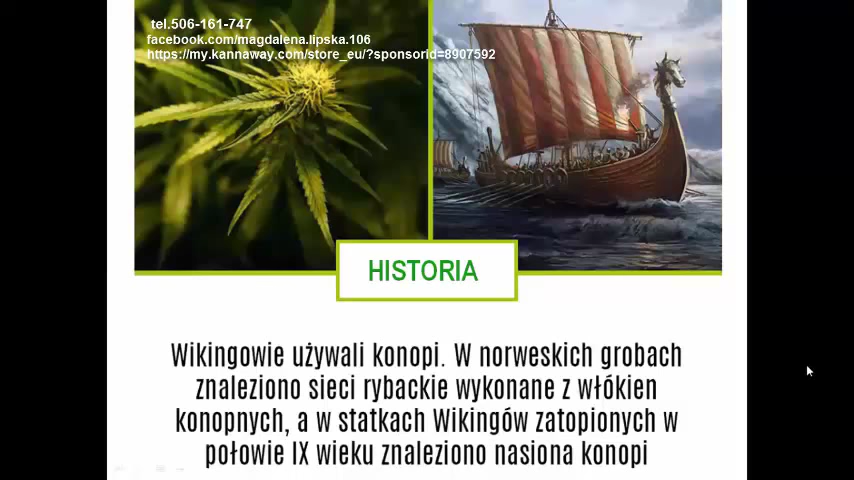 tel.506-161-747
facebook.com/magdalena.lipska.106
https://my.kannaway.com/store_eu/?sponsorid=8907592
HISTORIA
Wikingowie używali konopi. W norweskich grobach
znaleziono sieci rybackie wykonane z włókien
konopnych, a w statkach Wikingów zatopionych w
połowie IX wieku znaleziono nasiona konopi